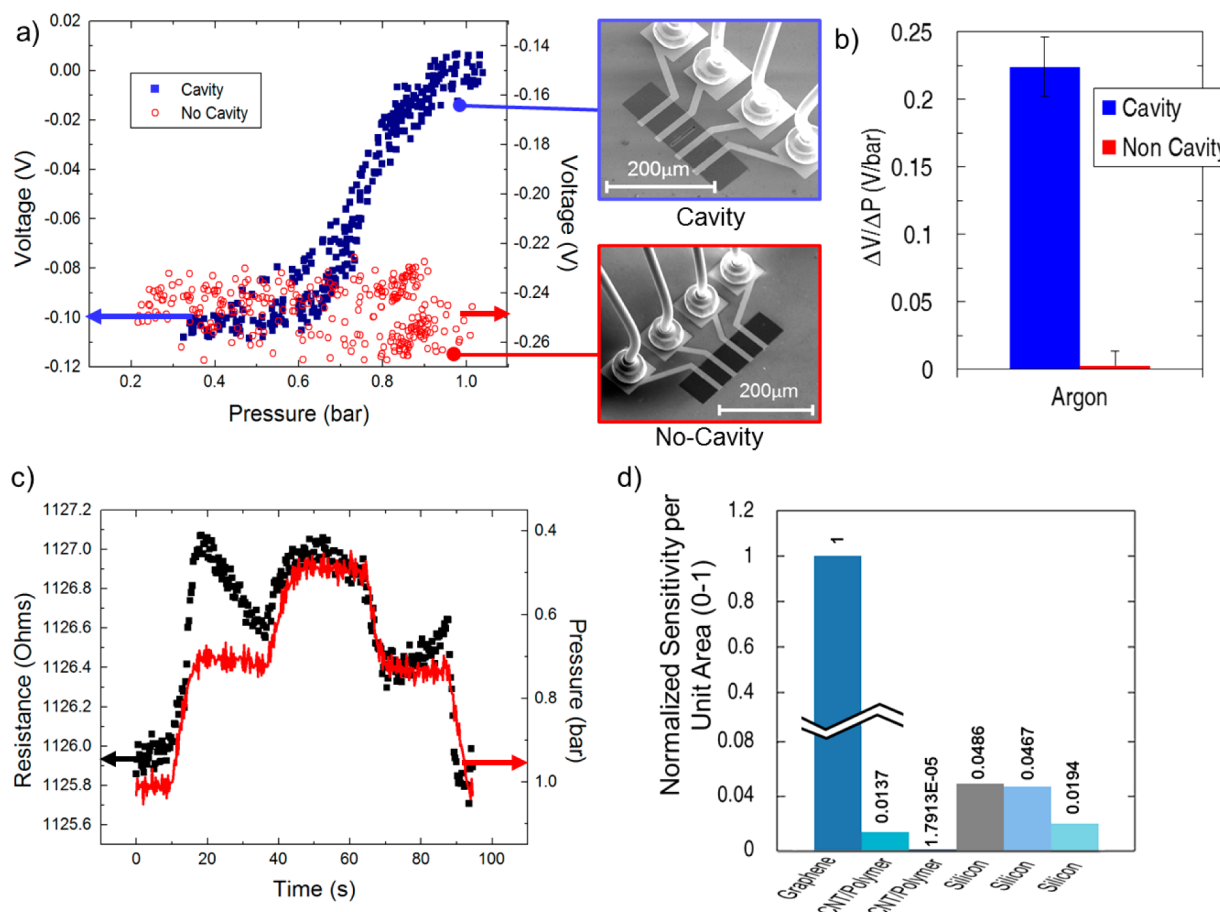 a)
0.02
0.00
-0.02
-0.04
-0.06
-0.08
-0.10
-0.12
Voltage (V)
Cavity
No Cavity
-0.14
-0.16
-0.18
-0.20
-0.22
-0.24
-0.26
Voltage (V)
0.2
0.4
0.6
0.8
1.0
Pressure (bar)
200µm
Cavity
200µm
No-Cavity
b)
0.25
0.2
0.15
0.1
0.05
0
ΔV/ΔP (V/bar)
Cavity
Non Cavity
Argon
c)
1127.2
1127.0
1126.8
1126.6
1126.4
1126.2
1126.0
1125.8
1125.6
Resistance (Ohms)
0.4
0.6
0.8
1.0
Pressure (bar)
0
20
40
60
80
100
Time (s)
d)
1.2
1
0.8
0.4
0.08
0.04
0
Normalized Sensitivity per
Unit Area (0-1)
1
0.0137
1.7913E-05
0.0486
0.0467
0.0194
Graphene
CNT/Polymer
CNT/Polymer
Silicon
Silicon
Silicon